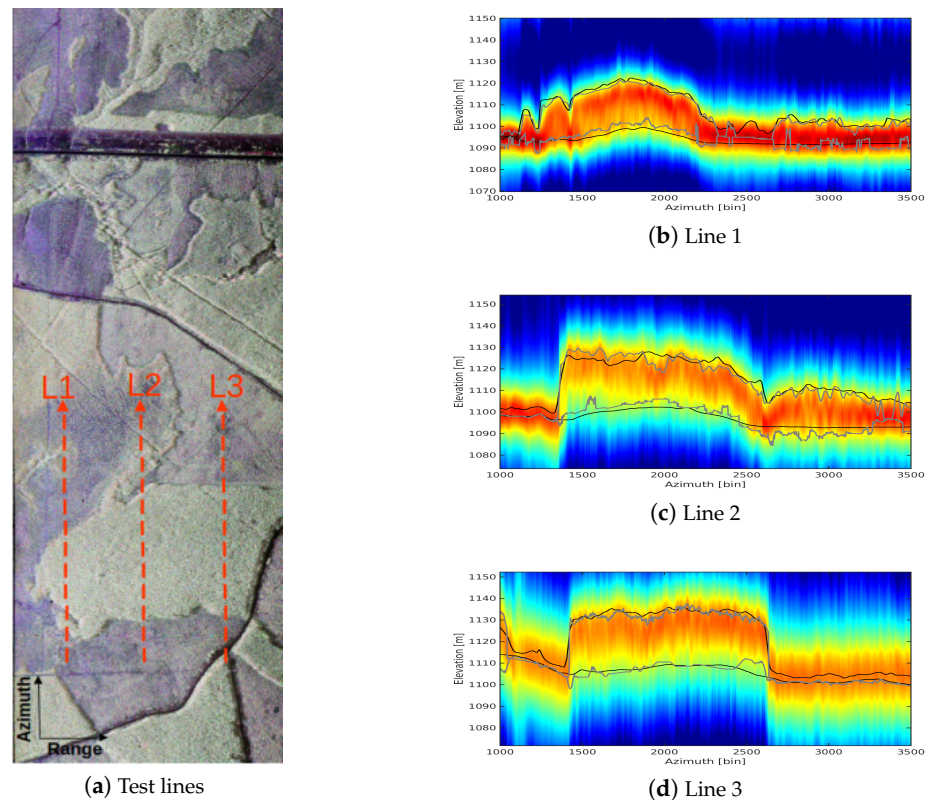 L1
L2
L3
Azimuth
Range
(a) Test lines
1150
1140
1130
1120
1110
1100
1090
1080
1070
Elevation [m]
1000
1500
2000
2500
3000
3500
Azimuth [bin]
(b) Line 1
1150
1140
1130
1120
1110
1100
1090
1080
Elevation [m]
1000
1500
2000
2500
3000
3500
Azimuth [bin]
(c) Line 2
1150
1140
1130
1120
1110
1100
1090
1080
Elevation [m]
1000
1500
2000
2500
3000
3500
Azimuth [bin]
(d) Line 3